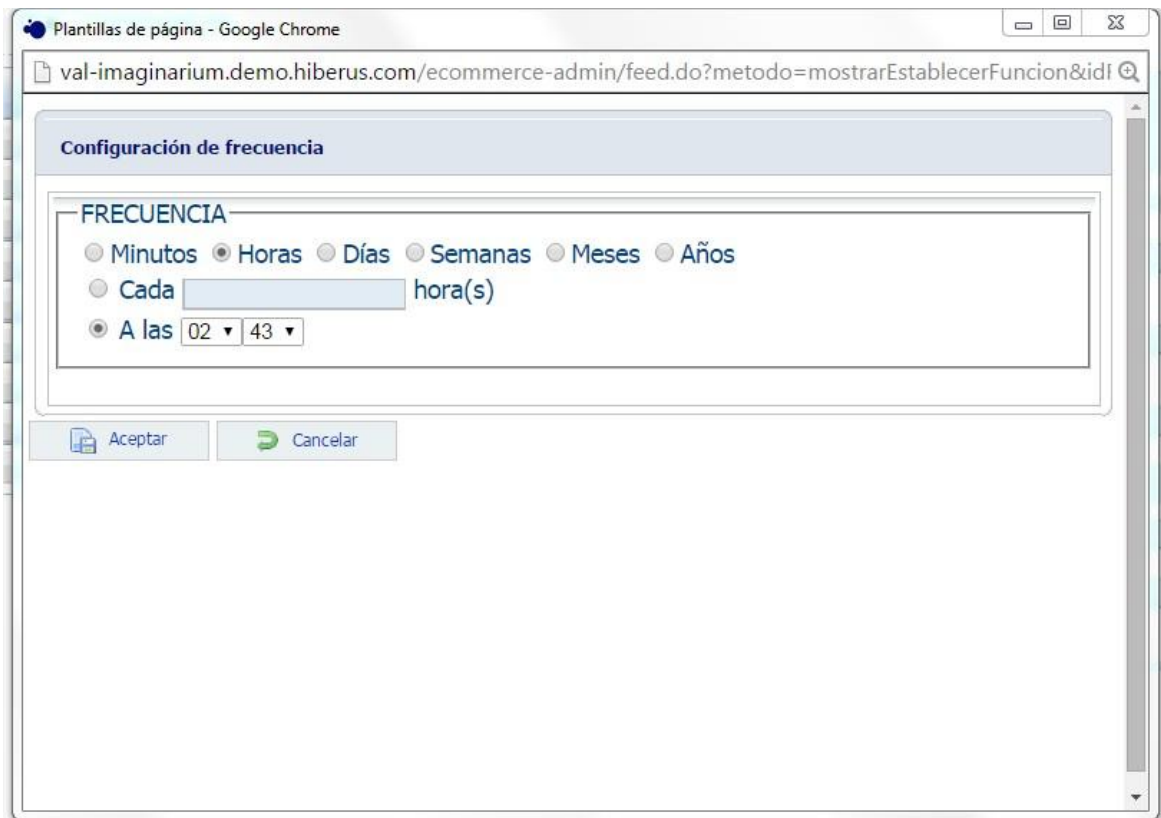 Plantillas de página - Google Chrome
val-imaginarium.demo.hiberus.com/ecommerce-admin/feed.do?metodo=mostrarEstablecerFuncion&idF
Configuración de frecuencia
FRECUENCIA
Minutos Horas Días Semanas Meses Años
Cada hora(s)
A las 02 43
Aceptar Cancelar